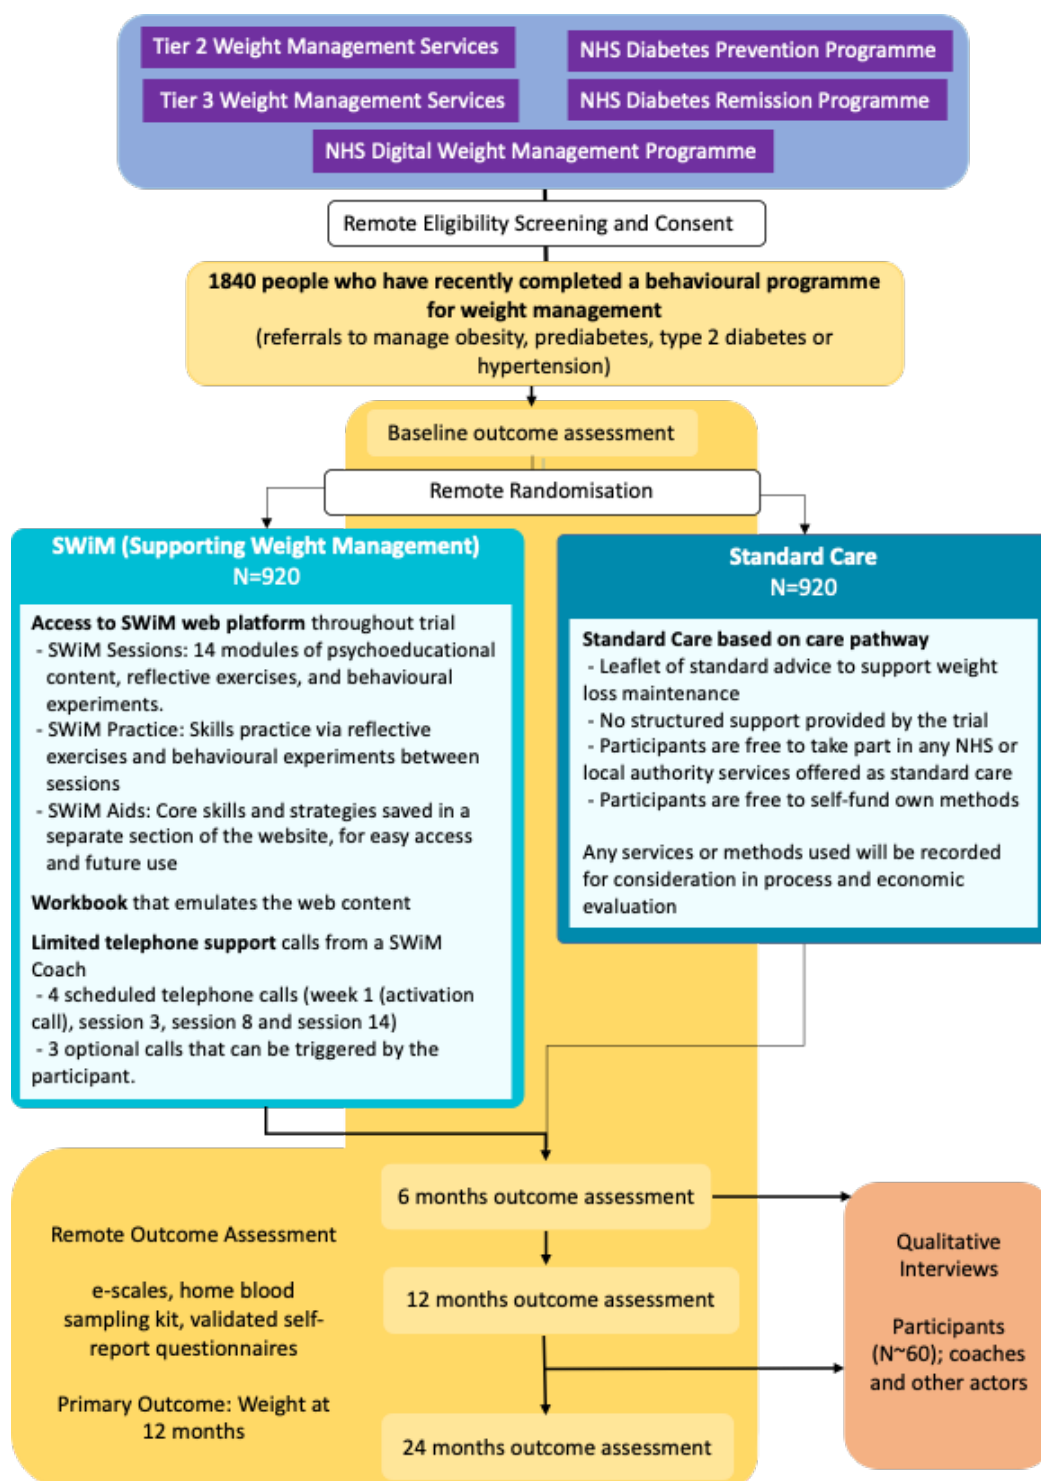 Tier 2 Weight Management Services
NHS Diabetes Prevention Programme
Tier 3 Weight Management Services
NHS Diabetes Remission Programme
NHS Digital Weight Management Programme
Remote Eligibility Screening and Consent
1840 people who have recently completed a behavioural programme
for weight management
(referrals to manage obesity, prediabetes, type 2 diabetes or
hypertension)
Baseline outcome assessment
Remote Randomisation
SWiM (Supporting Weight Management)
N=920
Access to SWiM web platform throughout trial
- SWiM Sessions: 14 modules of psychoeducational
content, reflective exercises, and behavioural
experiments.
- SWiM Practice: Skills practice via reflective
exercises and behavioural experiments between
sessions
- SWiM Aids: Core skills and strategies saved in a
separate section of the website, for easy access
and future use
Workbook that emulates the web content
Limited telephone support calls from a SWiM
Coach
- 4 scheduled telephone calls (week 1 (activation
call), session 3, session 8 and session 14)
- 3 optional calls that can be triggered by the
participant.
Standard Care
N=920
Standard Care based on care pathway
- Leaflet of standard advice to support weight
loss maintenance
- No structured support provided by the trial
- Participants are free to take part in any NHS or
local authority services offered as standard care
- Participants are free to self-fund own methods
Any services or methods used will be recorded
for consideration in process and economic
evaluation
6 months outcome assessment
12 months outcome assessment
24 months outcome assessment
Remote Outcome Assessment
e-scales, home blood
sampling kit, validated self-
report questionnaires
Primary Outcome: Weight at
12 months
Qualitative
Interviews
Participants
(N~60); coaches
and other actors